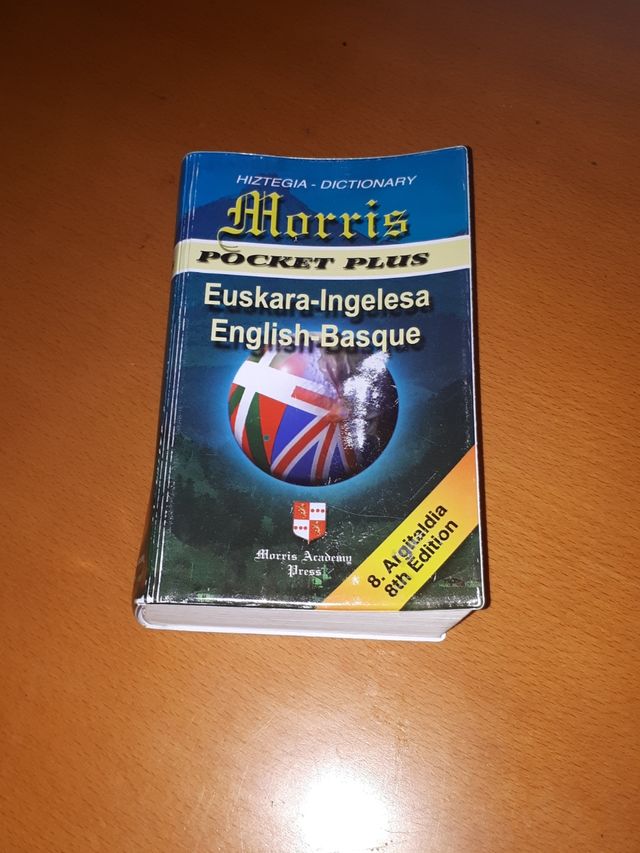 HIZTEGIA - DICTIONARY
Morris
POCKET PLUS
Euskara-Ingelesa
English-Basque
Morris Academy
Press
8. Argitaldia
8th Edition